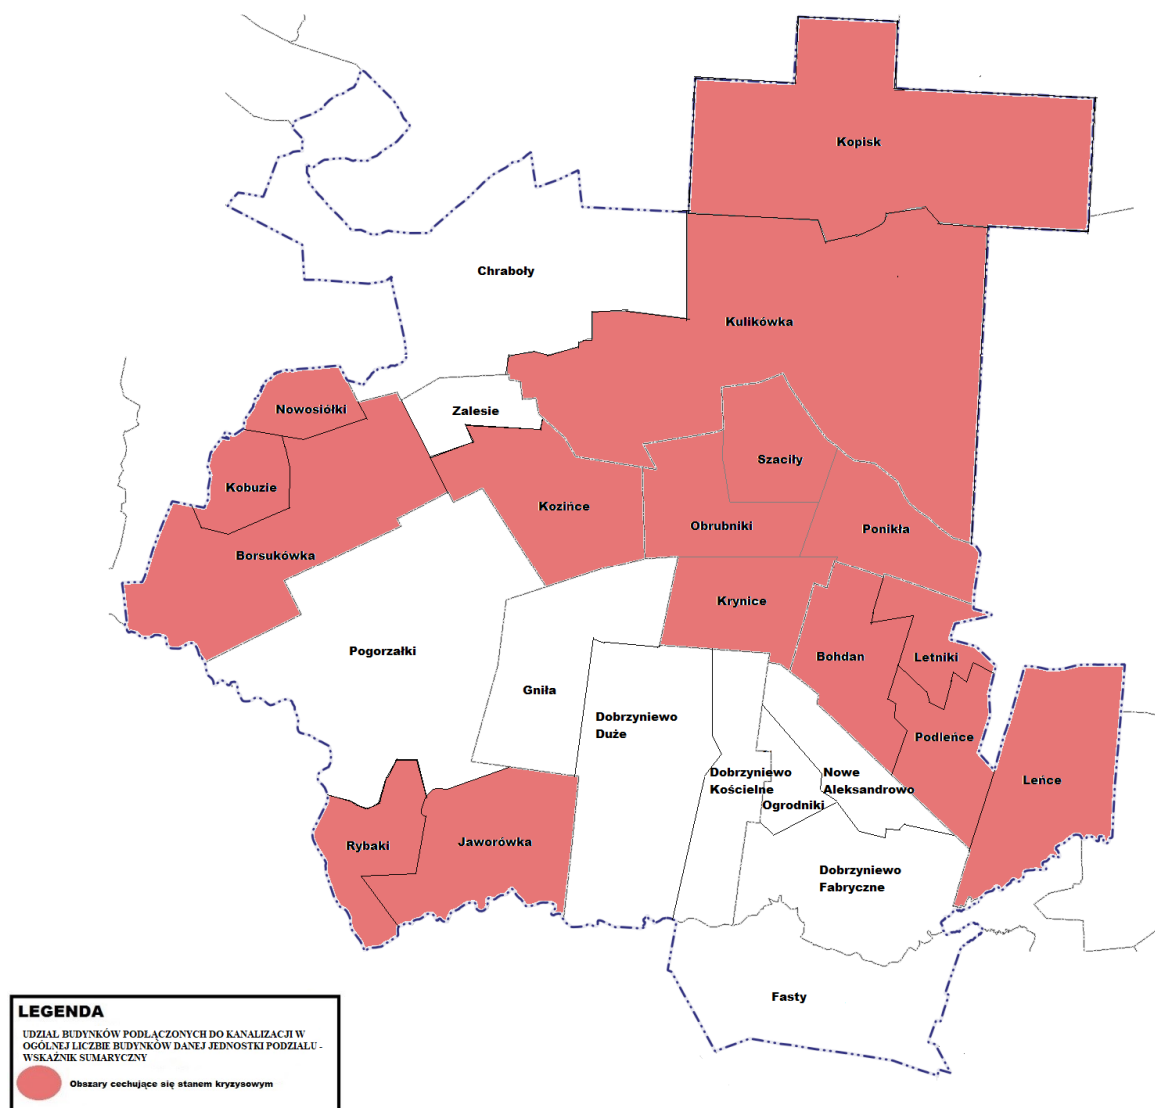 Kopisk
Chraboły
Kulikówka
Nowosiółki
Zalesie
Szaciły
Kobuzie
Kozińce
Obrubniki
Ponikła
Borsukówka
Krynice
Pogorzałki
Bohdan
Letniki
Gniła
Dobrzyniewo
Duże
Podleńce
Dobrzyniewo
Kościelne
Nowe
Aleksandrowo
Leńce
Ogrodniki
Rybaki
Jaworówka
Dobrzyniewo
Fabryczne
Fasty
LEGENDA
UDZIAŁ BUDYNKÓW PODŁĄCZONYCH DO KANALIZACJI W
OGÓLNEJ LICZBIE BUDYNKÓW DANEJ JEDNOSTKI PODZIAŁU -
WSKAŹNIK SUMARYCZNY
Obszary cechujące się stanem kryzysowym